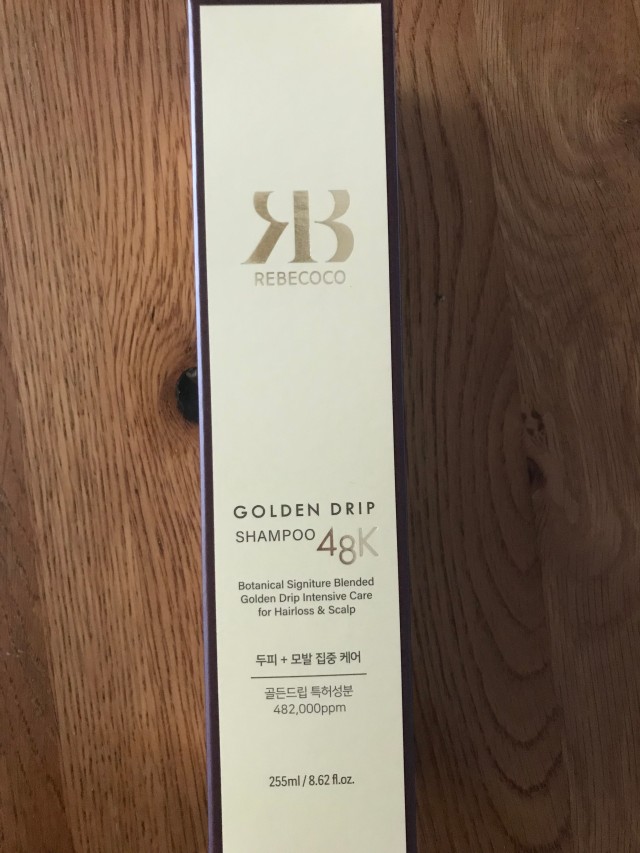 RB
REBECOCO
GOLDEN DRIP
SHAMPOO 48K
Botanical Signiture Blended
Golden Drip Intensive Care
for Hairloss & Scalp
두피 + 모발 집중 케어
골든드립 특허성분
482,000ppm
255ml / 8.62 fl.oz.